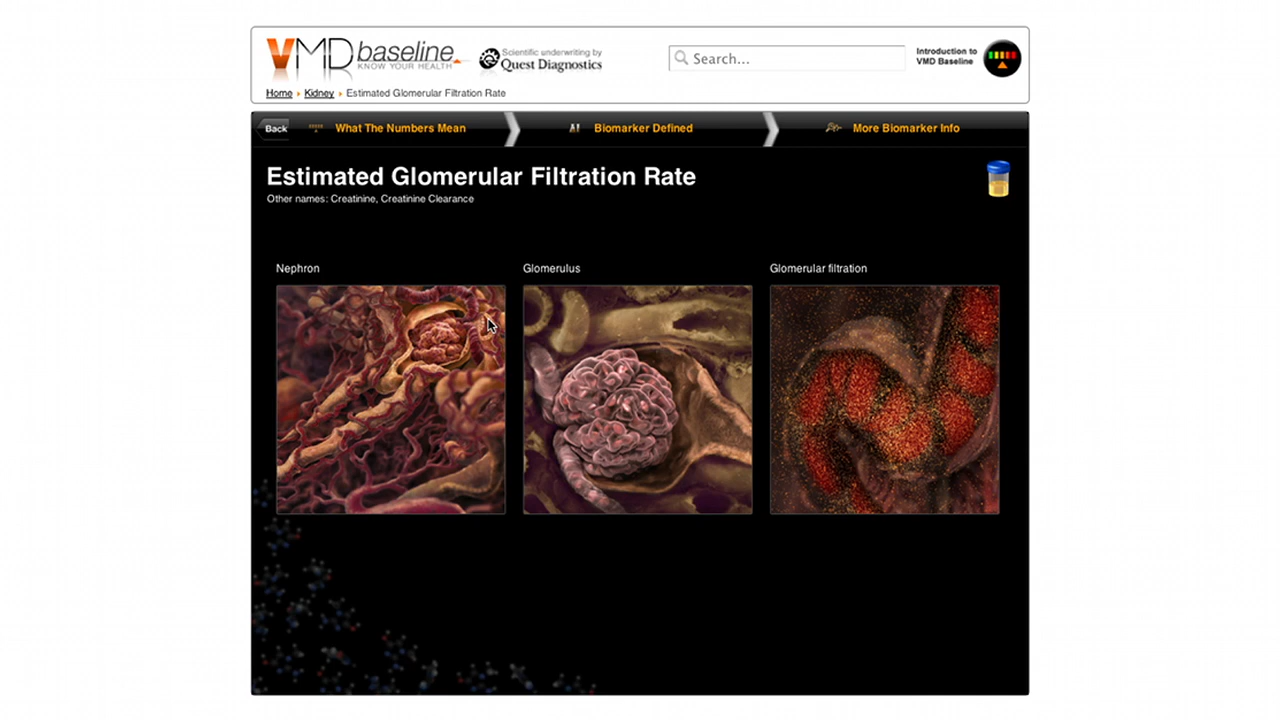 VMD baseline
KNOW YOUR HEALTH
Scientific underwriting by
Quest Diagnostics
Search...
Introduction to
VMD Baseline
Home Kidney Estimated Glomerular Filtration Rate
Back
What The Numbers Mean
Biomarker Defined
More Biomarker Info
Estimated Glomerular Filtration Rate
Other names: Creatinine, Creatinine Clearance
Nephron
Glomerulus
Glomerular filtration